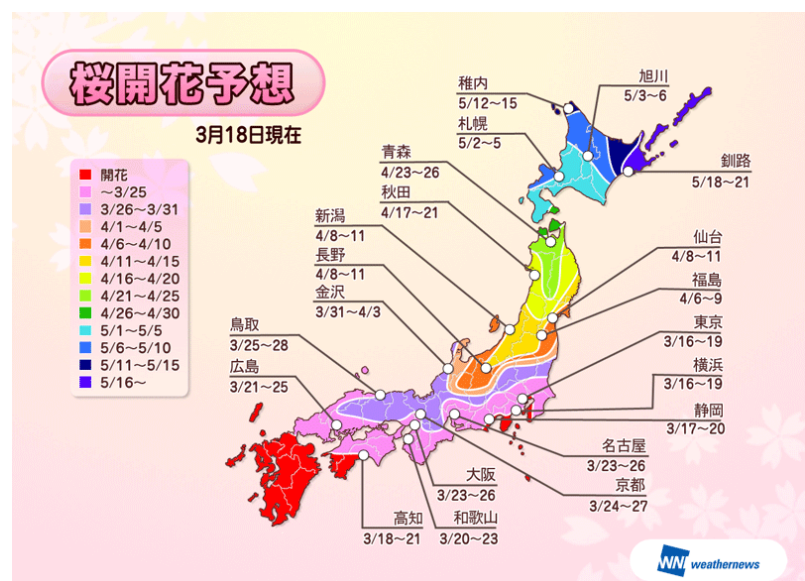 桜開花予想
3月18日現在
開花
～3/25
3/26～3/31
4/1～4/5
4/6～4/10
4/11～4/15
4/16～4/20
4/21～4/25
4/26～4/30
5/1～5/5
5/6～5/10
5/11～5/15
5/16～
稚内
5/12～15
旭川
5/3～6
札幌
5/2～5
釧路
5/18～21
青森
4/23～26
秋田
4/17～21
新潟
4/8～11
長野
4/8～11
金沢
3/31～4/3
仙台
4/8～11
福島
4/6～9
東京
3/16～19
横浜
3/16～19
静岡
3/17～20
鳥取
3/25～28
広島
3/21～25
名古屋
3/23～26
京都
3/24～27
大阪
3/23～26
和歌山
3/20～23
高知
3/18～21
WN weathernews